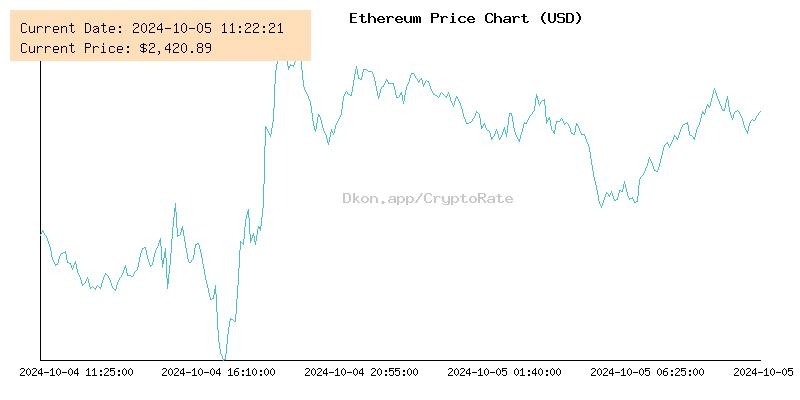 Ethereum Price Chart (USD)
Current Date: 2024-10-05 11:22:21
Current Price: $2,420.89
Dkon.app/CryptoRate
2024-10-04 11:25:00 2024-10-04 16:10:00 2024-10-04 20:55:00 2024-10-05 01:40:00 2024-10-05 06:25:00 2024-10-05